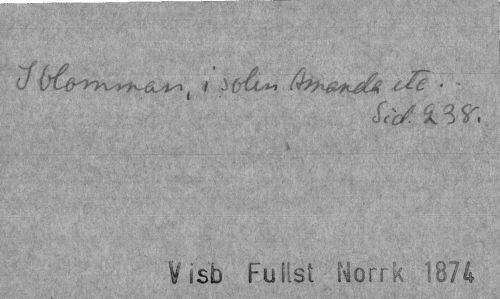 I blomman, i solen Amanda etc..
Sid. 238.
Visb Fullst Norrk 1874